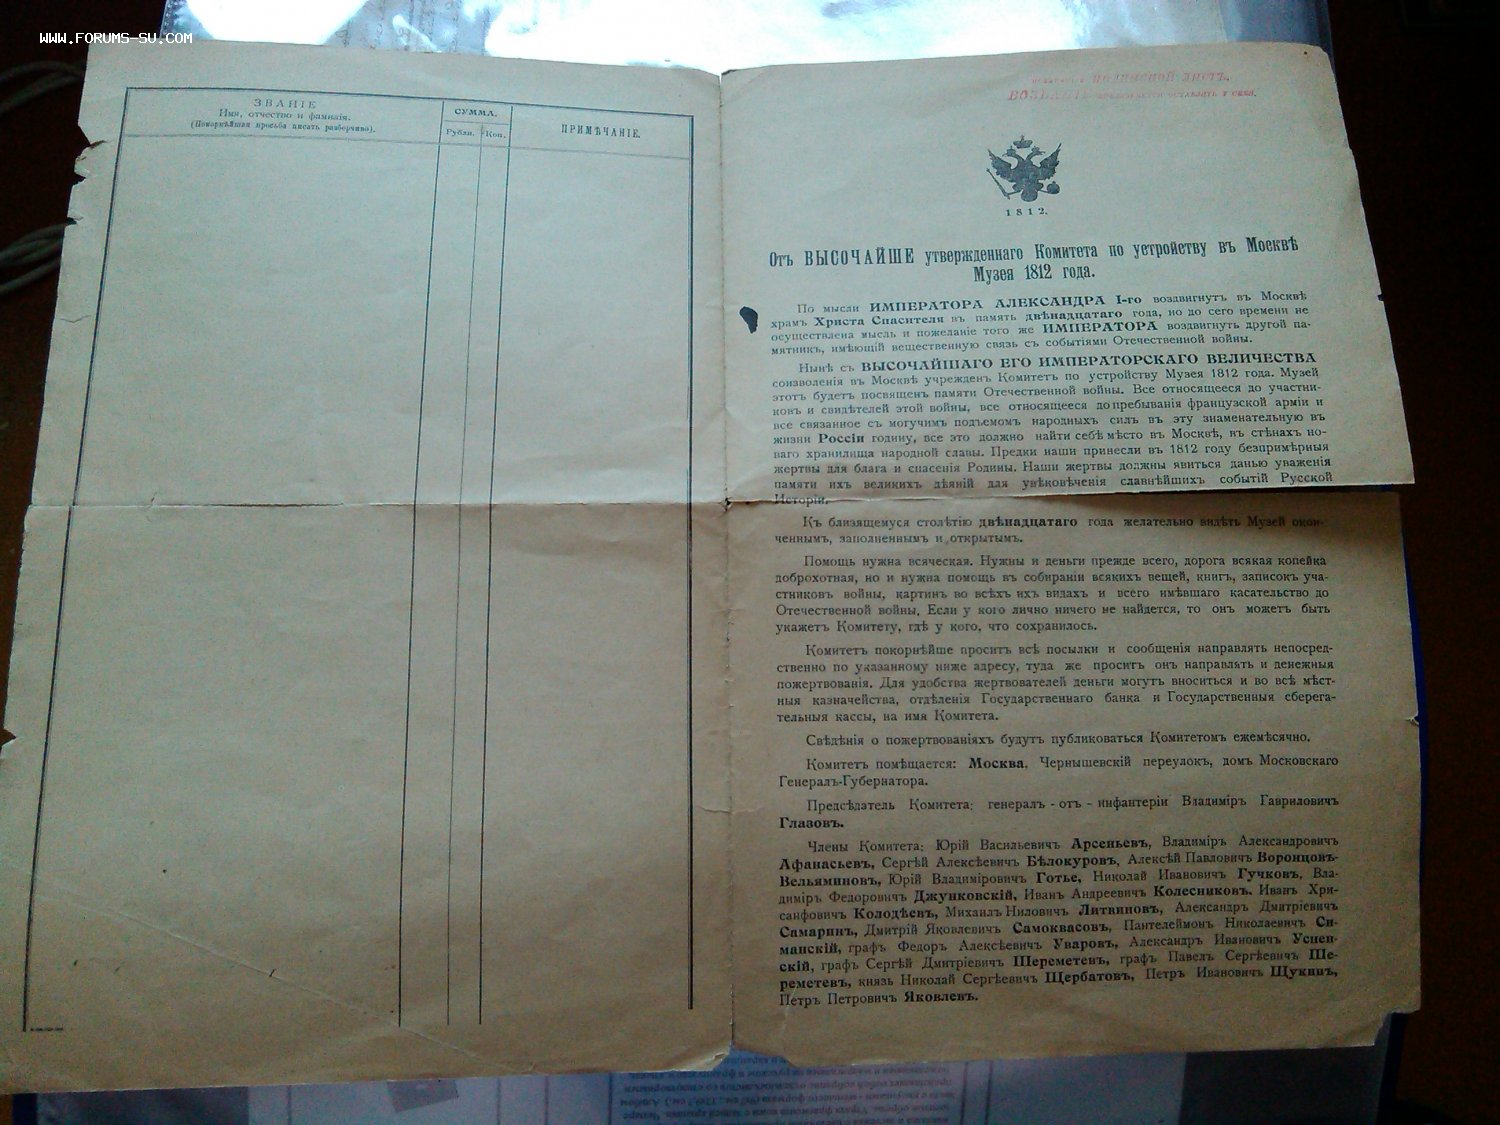 WWW.FORUMS-SU.COM
ЗВАНІЕ
Имя, отчество и фамилія.
(Покорнѣйшая просьба писать разборчиво).
СУММА.
Рубли. Коп.
ПРИМѢЧАНІЕ.
ПОДПИСНОЙ ЛИСТЪ.
ВОЗЗВАНІЕ оставлять у себя.
1812.
Отъ ВЫСОЧАЙШЕ утвержденнаго Комитета по устройству въ Москвѣ
Музея 1812 года.
По мысли ИМПЕРАТОРА АЛЕКСАНДРА I-го воздвигнутъ въ Москвѣ
храмъ Христа Спасителя въ память двѣнадцатаго года, но до сего времени не
осуществлена мысль и пожеланіе того же ИМПЕРАТОРА воздвигнуть другой па-
мятникъ, имѣющій вещественную связь съ событіями Отечественной войны.
Нынѣ съ ВЫСОЧАЙШАГО ЕГО ИМПЕРАТОРСКАГО ВЕЛИЧЕСТВА
соизволенія въ Москвѣ учрежденъ Комитетъ по устройству Музея 1812 года. Музей
этотъ будетъ посвященъ памяти Отечественной войны. Все относящееся до участни-
ковъ и свидѣтелей этой войны, все относящееся до пребыванія французской арміи и
все связанное съ могучимъ подъемомъ народныхъ силъ въ эту знаменательную въ
жизни Россіи годину, все это должно найти себѣ мѣсто въ Москвѣ, въ стѣнахъ но-
ваго хранилища народной славы. Предки наши принесли въ 1812 году безпримѣрныя
жертвы для блага и спасенія Родины. Наши жертвы должны явиться данью уваженія
памяти ихъ великихъ дѣяній для увѣковѣченія славнѣйшихъ событій Русской
Исторіи.
Къ близящемуся столѣтію двѣнадцатаго года желательно видѣть Музей окон-
ченнымъ, заполненнымъ и открытымъ.
Помощь нужна всяческая. Нужны и деньги прежде всего, дорога всякая копейка
доброхотная, но и нужна помощь въ собираніи всякихъ вещей, книгъ, записокъ уча-
стниковъ войны, картинъ во всѣхъ ихъ видахъ и всего имѣвшаго касательство до
Отечественной войны. Если у кого лично ничего не найдется, то онъ можетъ быть
укажетъ Комитету, гдѣ у кого, что сохранилось.
Комитетъ покорнѣйше проситъ всѣ посылки и сообщенія направлять непосред-
ственно по указанному ниже адресу, туда же проситъ онъ направлять и денежныя
пожертвованія. Для удобства жертвователей деньги могутъ вноситься и во всѣ мѣст-
ныя казначейства, отдѣленія Государственнаго банка и Государственныя сберега-
тельныя кассы, на имя Комитета.
Свѣдѣнія о пожертвованіяхъ будутъ публиковаться Комитетомъ ежемѣсячно.
Комитетъ помѣщается: Москва, Чернышевскій переулокъ, домъ Московскаго
Генералъ-Губернатора.
Предсѣдатель Комитета: генералъ-отъ-инфантеріи Владиміръ Гавриловичъ
Глазовъ.
Члены Комитета: Юрій Васильевичъ Арсеньевъ, Владиміръ Александровичъ
Афанасьевъ, Сергѣй Алексѣевичъ Бѣлокуровъ, Алексѣй Павловичъ Воронцовъ-
Вельяминовъ, Юрій Владиміровичъ Готье, Николай Ивановичъ Гучковъ, Вла-
диміръ Федоровичъ Джунковскій, Иванъ Андреевичъ Колесниковъ, Иванъ Хри-
санфовичъ Колодѣевъ, Михаилъ Ниловичъ Литвиновъ, Александръ Дмитріевичъ
Самаринъ, Дмитрій Яковлевичъ Самоквасовъ, Пантелеймонъ Николаевичъ Си-
манскій, графъ Федоръ Алексѣевичъ Уваровъ, Александръ Ивановичъ Успен-
скій, графъ Сергѣй Дмитріевичъ Шереметевъ, графъ Павелъ Сергѣевичъ Ше-
реметевъ, князь Николай Сергѣевичъ Щербатовъ, Петръ Ивановичъ Щукинъ,
Петръ Петровичъ Яковлевъ.